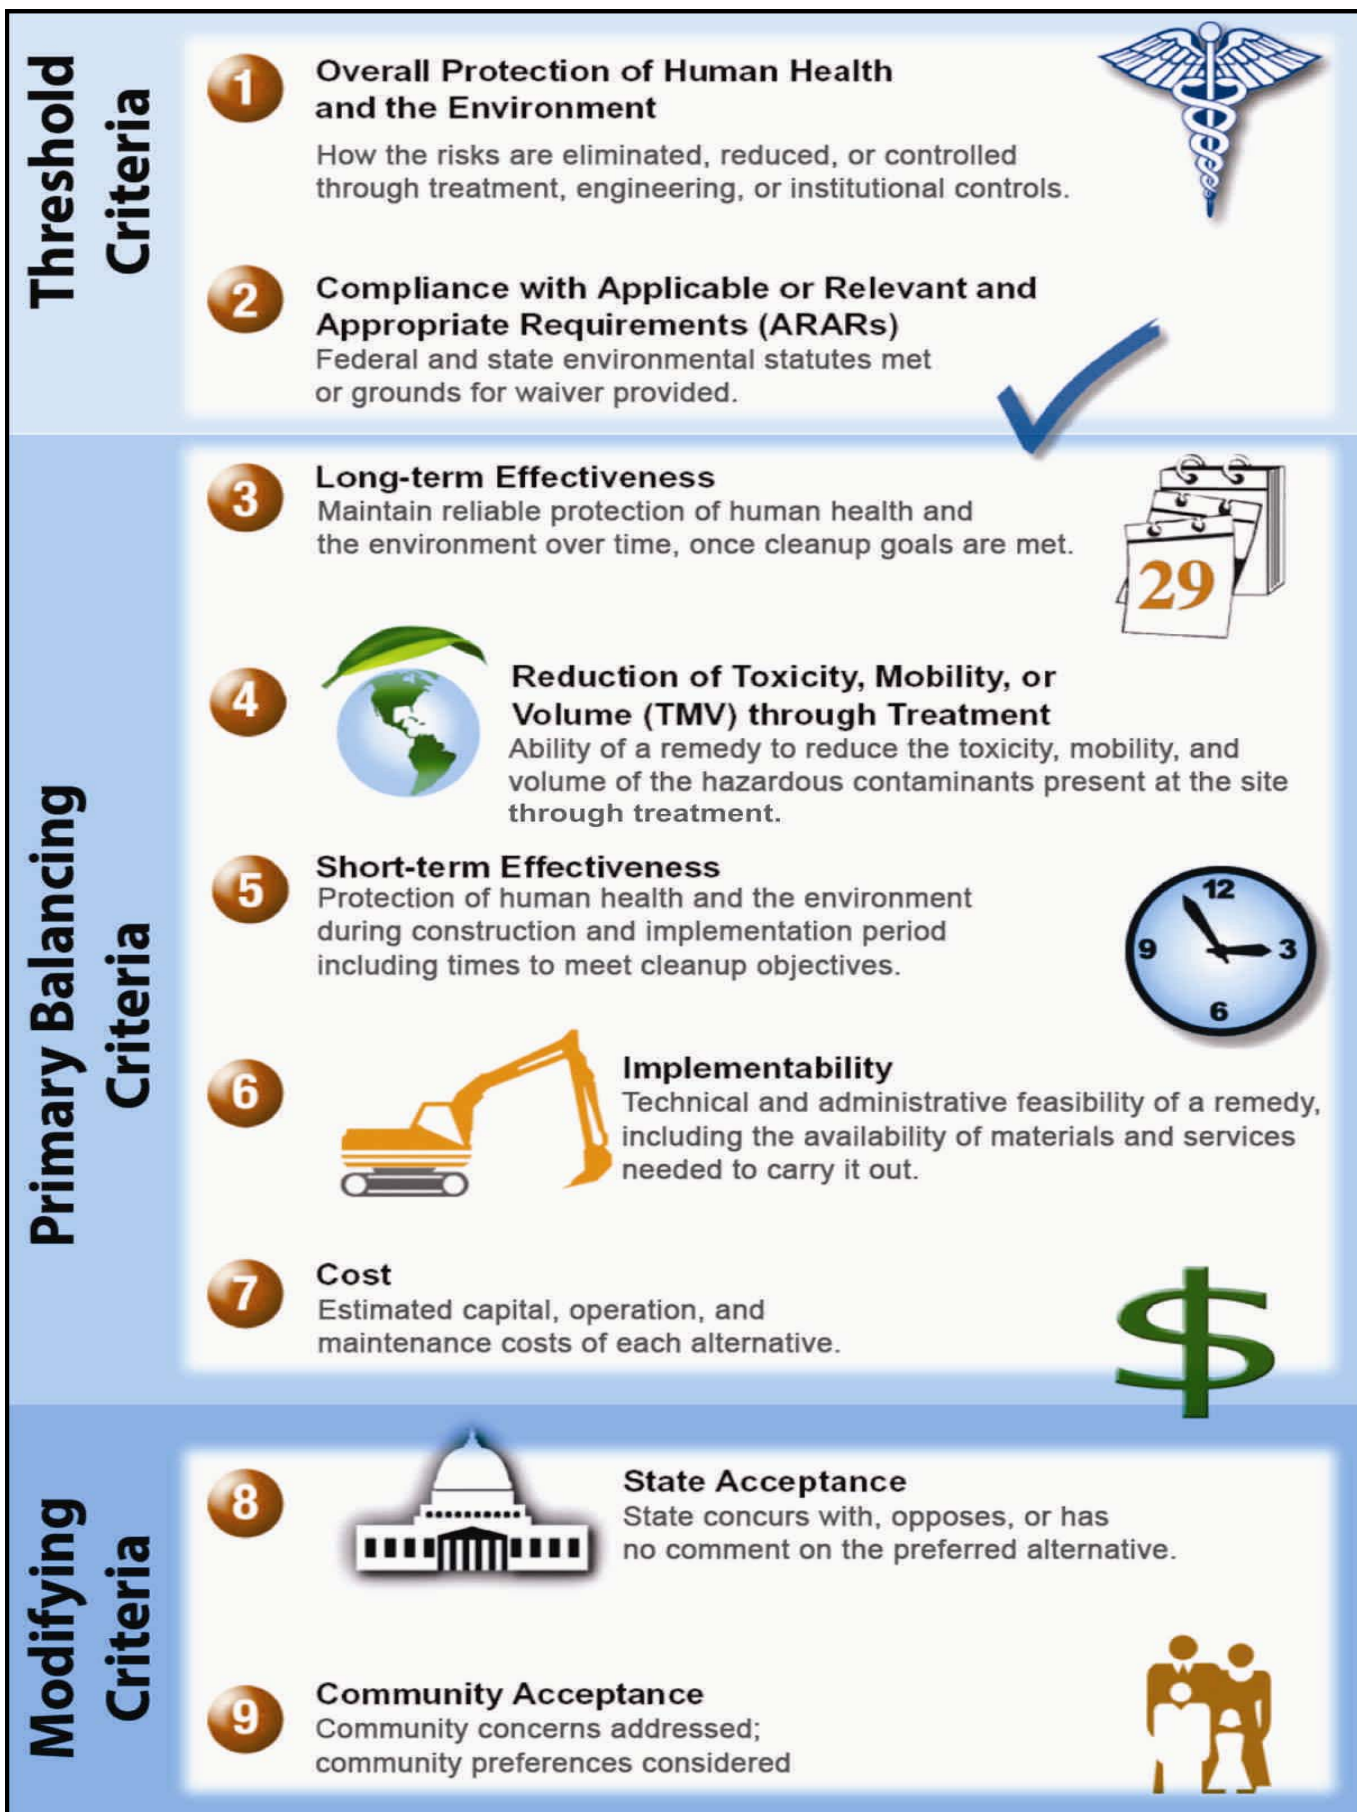 Threshold
Criteria
1
Overall Protection of Human Health
and the Environment
How the risks are eliminated, reduced, or controlled
through treatment, engineering, or institutional controls.
2
Compliance with Applicable or Relevant and
Appropriate Requirements (ARARs)
Federal and state environmental statutes met
or grounds for waiver provided.
Primary Balancing
Criteria
3
Long-term Effectiveness
Maintain reliable protection of human health and
the environment over time, once cleanup goals are met.
29
4
Reduction of Toxicity, Mobility, or
Volume (TMV) through Treatment
Ability of a remedy to reduce the toxicity, mobility, and
volume of the hazardous contaminants present at the site
through treatment.
5
Short-term Effectiveness
Protection of human health and the environment
during construction and implementation period
including times to meet cleanup objectives.
12
9 3
6
6
Implementability
Technical and administrative feasibility of a remedy,
including the availability of materials and services
needed to carry it out.
7
Cost
Estimated capital, operation, and
maintenance costs of each alternative.
$
Modifying
Criteria
8
State Acceptance
State concurs with, opposes, or has
no comment on the preferred alternative.
9
Community Acceptance
Community concerns addressed;
community preferences considered